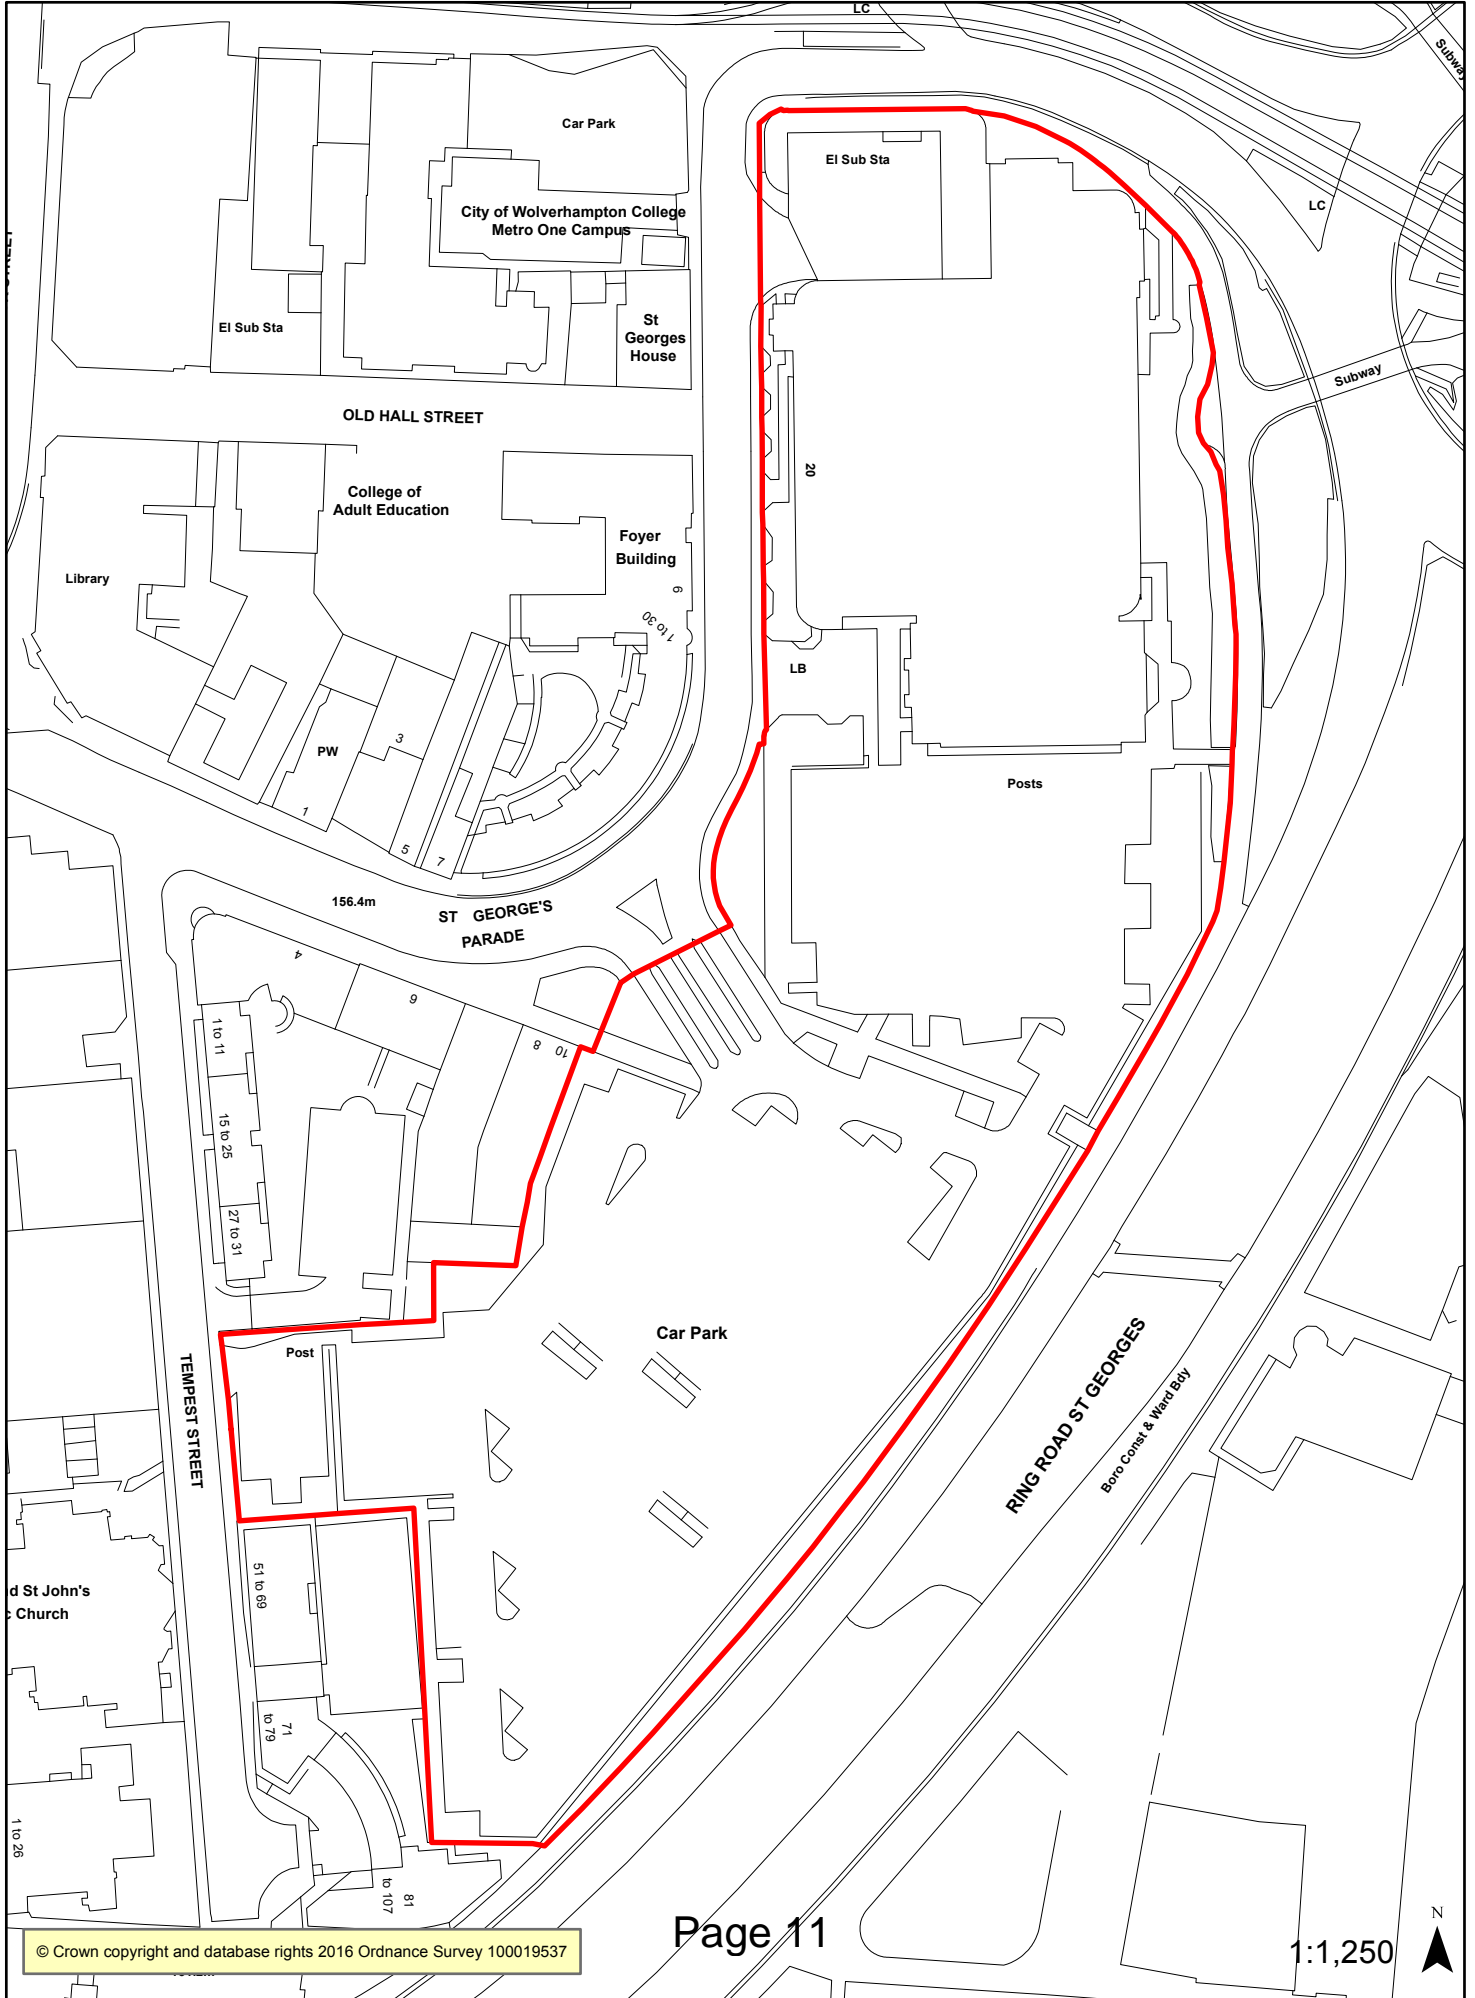 LC
Subway
Car Park
El Sub Sta
City of Wolverhampton College
Metro One Campus
LC
El Sub Sta
St
Georges
House
Subway
OLD HALL STREET
20
College of
Adult Education
Foyer
Building
Library
6
1 to 30
LB
PW
3
1
5
7
Posts
156.4m
ST GEORGE'S
PARADE
4
6
8
10
1 to 11
15 to 25
27 to 31
Car Park
Post
TEMPEST STREET
RING ROAD ST GEORGES
Boro Const & Ward Bdy
51 to 69
d St John's
c Church
71
to 79
1 to 26
81
to 107
Page 11
N
1:1,250
© Crown copyright and database rights 2016 Ordnance Survey 100019537